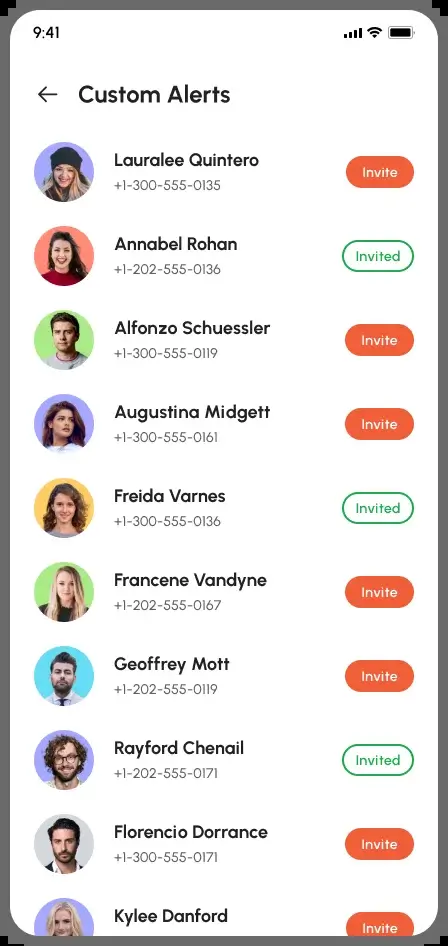 9:41
Custom Alerts
Lauralee Quintero
+1-300-555-0135
Invite
Annabel Rohan
+1-202-555-0136
Invited
Alfonzo Schuessler
+1-300-555-0119
Invite
Augustina Midgett
+1-300-555-0161
Invite
Freida Varnes
+1-300-555-0136
Invited
Francene Vandyne
+1-202-555-0167
Invite
Geoffrey Mott
+1-202-555-0119
Invite
Rayford Chenail
+1-202-555-0171
Invited
Florencio Dorrance
+1-300-555-0171
Invite
Kylee Danford
Invite